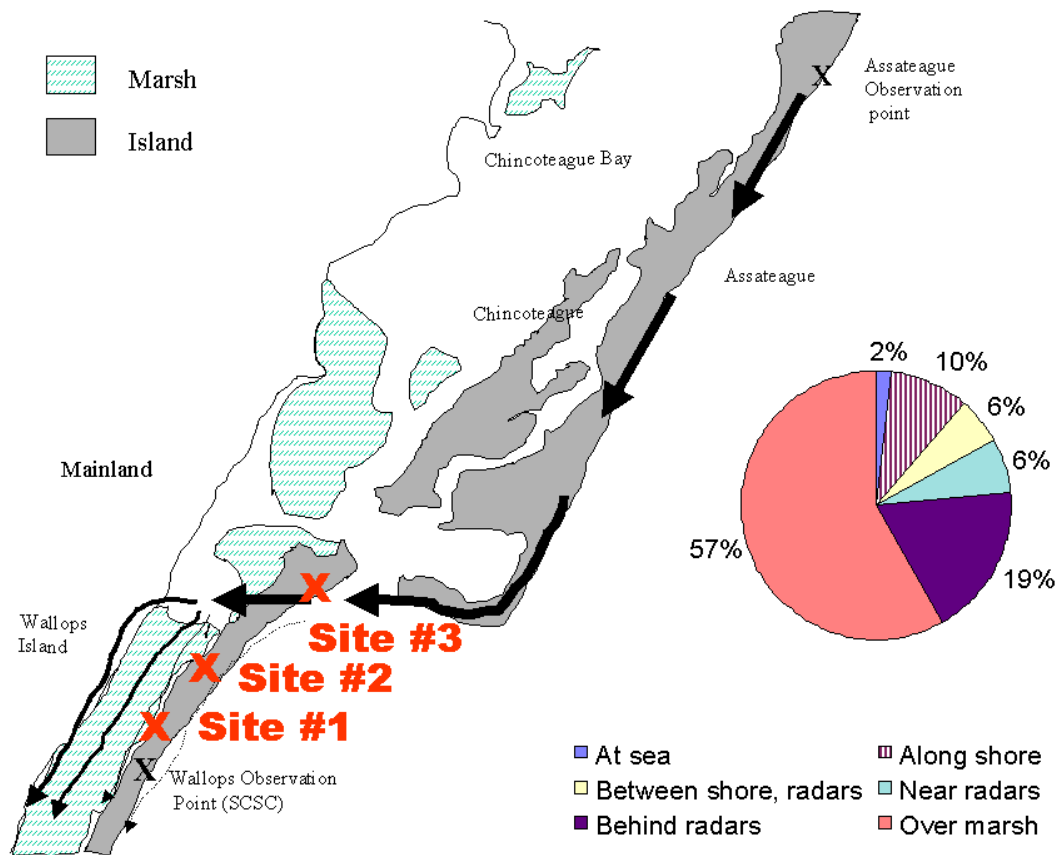 Marsh
Island
X
Assateague
Observation
point
Chincoteague Bay
Assateague
Chincoteague
Mainland
2%
10%
6%
6%
19%
57%
Wallops
Island
X
Site #3
X
Site #2
X
Site #1
X
Wallops Observation
Point (SCSC)
At sea
Along shore
Between shore, radars
Near radars
Behind radars
Over marsh